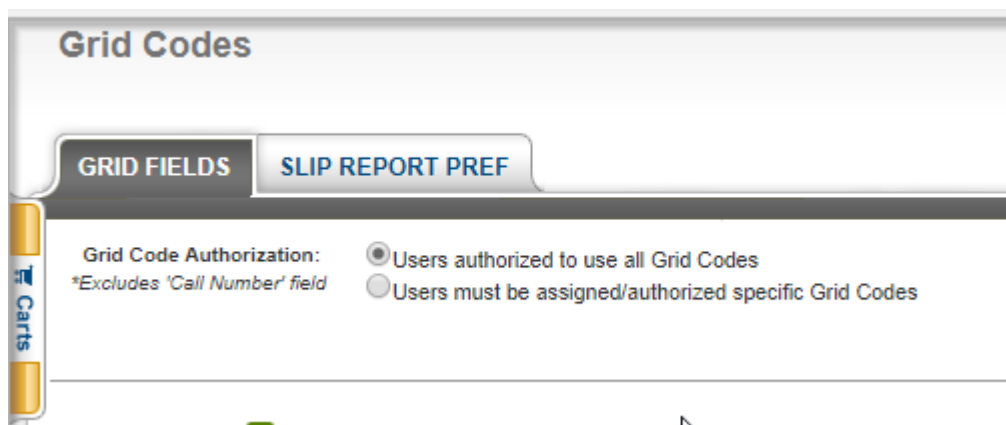 Grid Codes
GRID FIELDS
SLIP REPORT PREF
Grid Code Authorization:
*Excludes 'Call Number' field
Users authorized to use all Grid Codes
Users must be assigned/authorized specific Grid Codes
Carts